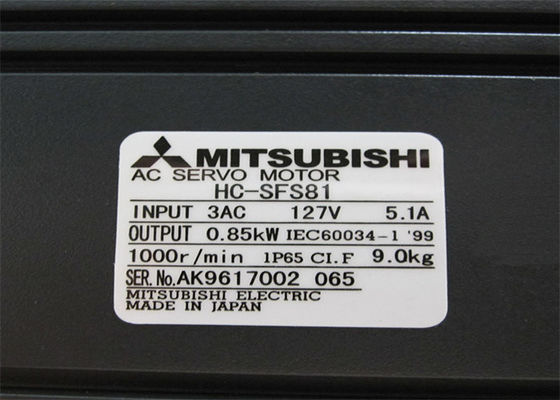 MITSUBISHI
AC SERVO MOTOR
HC-SFS81
INPUT 3AC 127V 5.1A
OUTPUT 0.85kW IEC60034-1 '99
1000r/min IP65 CI.F 9.0kg
SER.No.AK9617002 065
MITSUBISHI ELECTRIC
MADE IN JAPAN